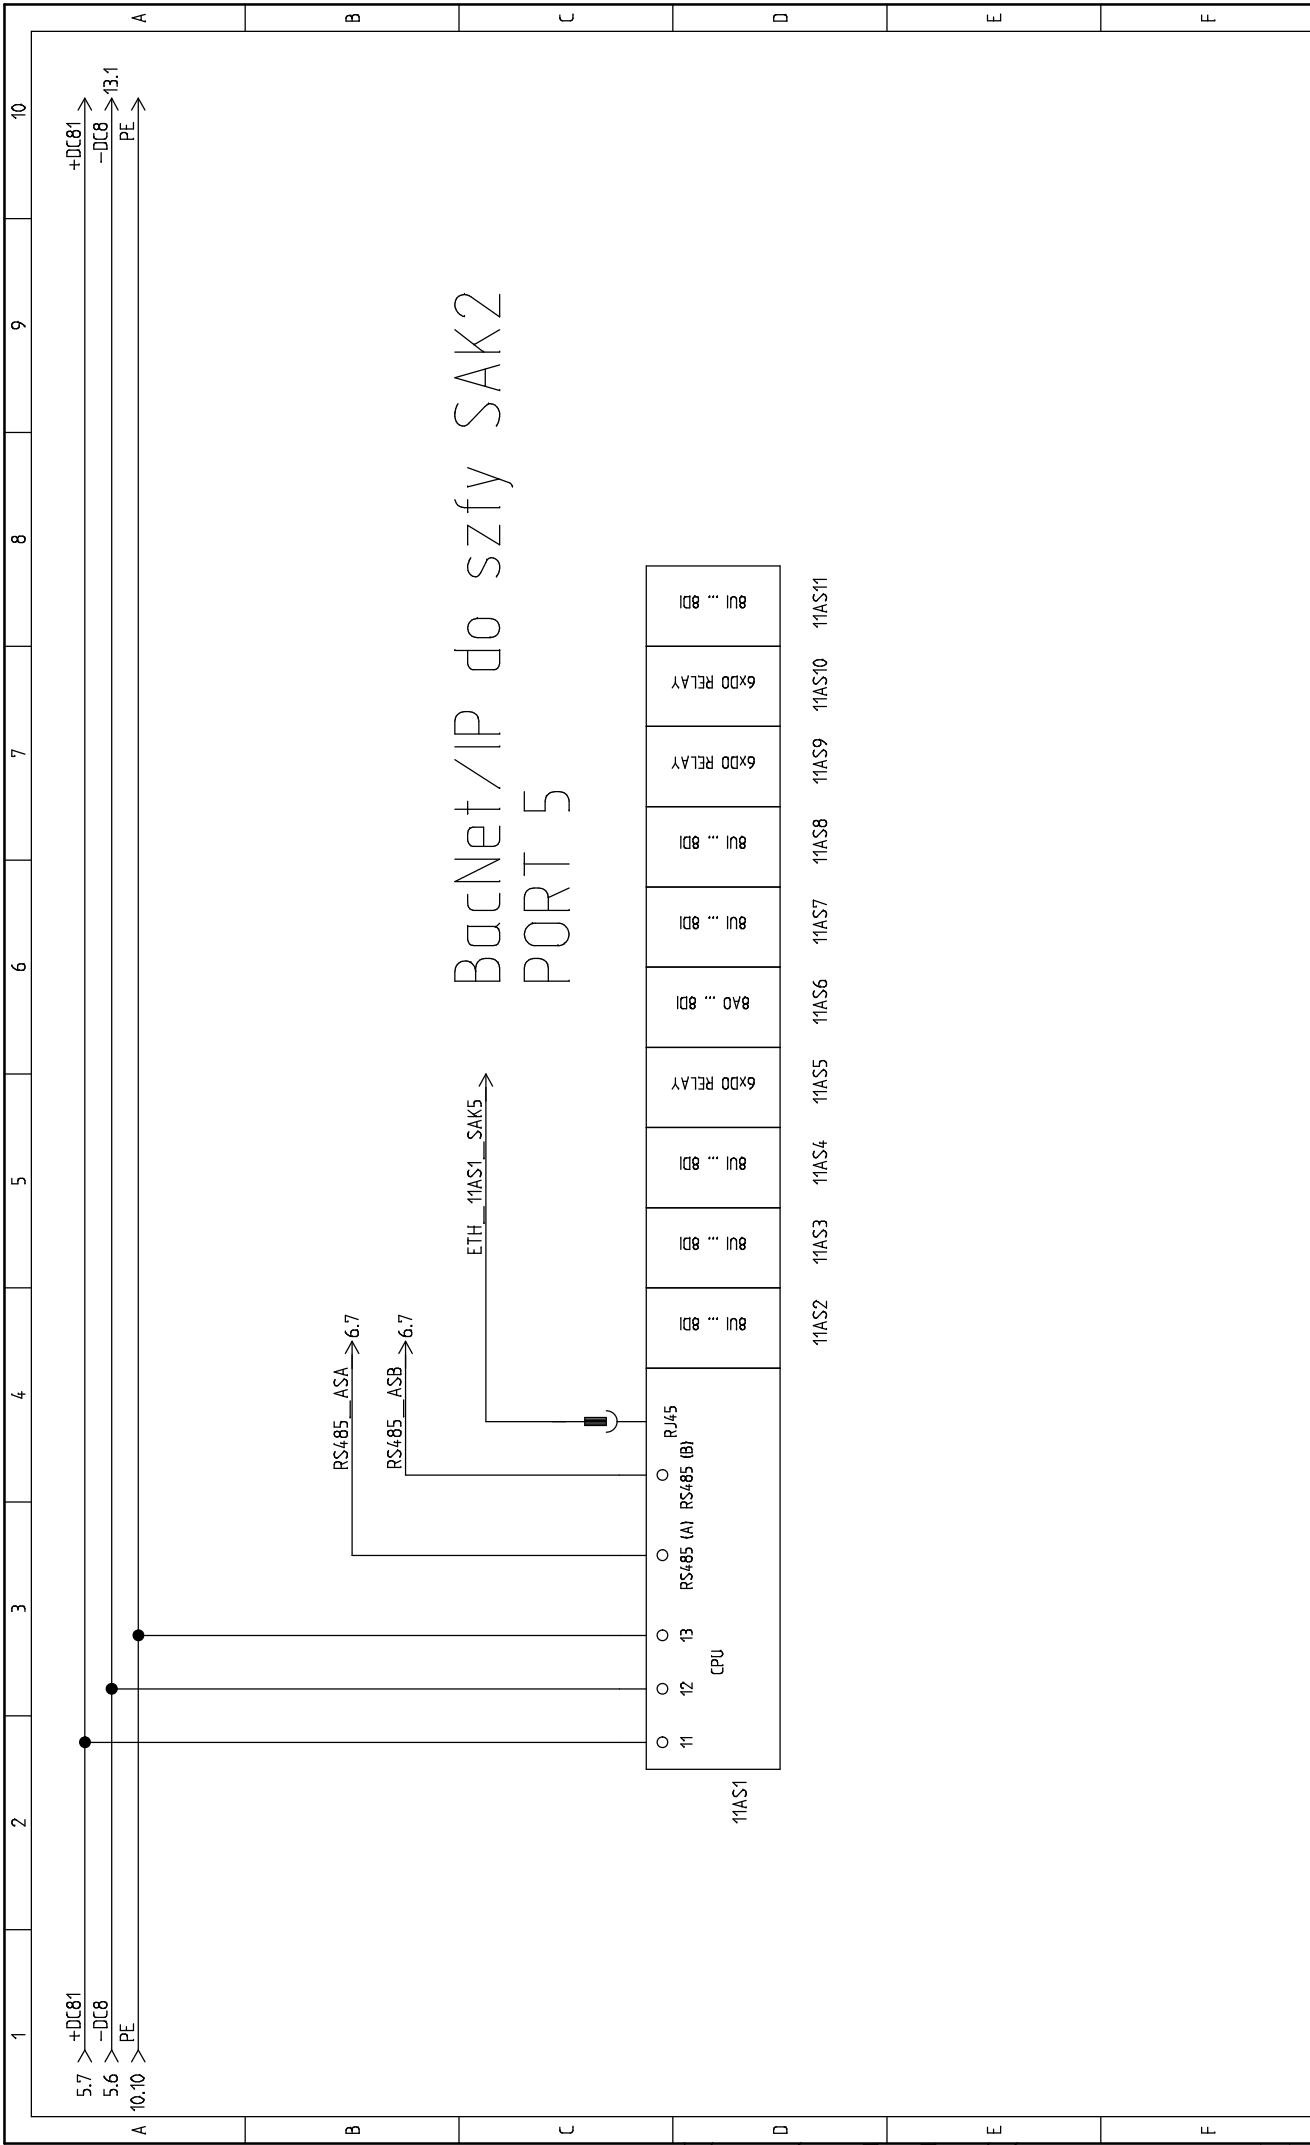 1 2 3 4 5 6 7 8 9 10
A
B
C
D
E
F
5.7 +DC81 +DC81
5.6 -DC8 -DC8 13.1
10.10 PE PE
RS485_ASA 6.7
RS485_ASB 6.7
ETH_11AS1_SAK5
BacNet/IP do szfy SAK2
PORT 5
11 12 13 RS485 (A) RS485 (B) RJ45
CPU
8UI ... 8DI
8UI ... 8DI
8UI ... 8DI
6xDO RELAY
8AO ... 8DI
8UI ... 8DI
8UI ... 8DI
6xDO RELAY
6xDO RELAY
8UI ... 8DI
11AS1
11AS2 11AS3 11AS4 11AS5 11AS6 11AS7 11AS8 11AS9 11AS10 11AS11
A
B
C
D
E
F